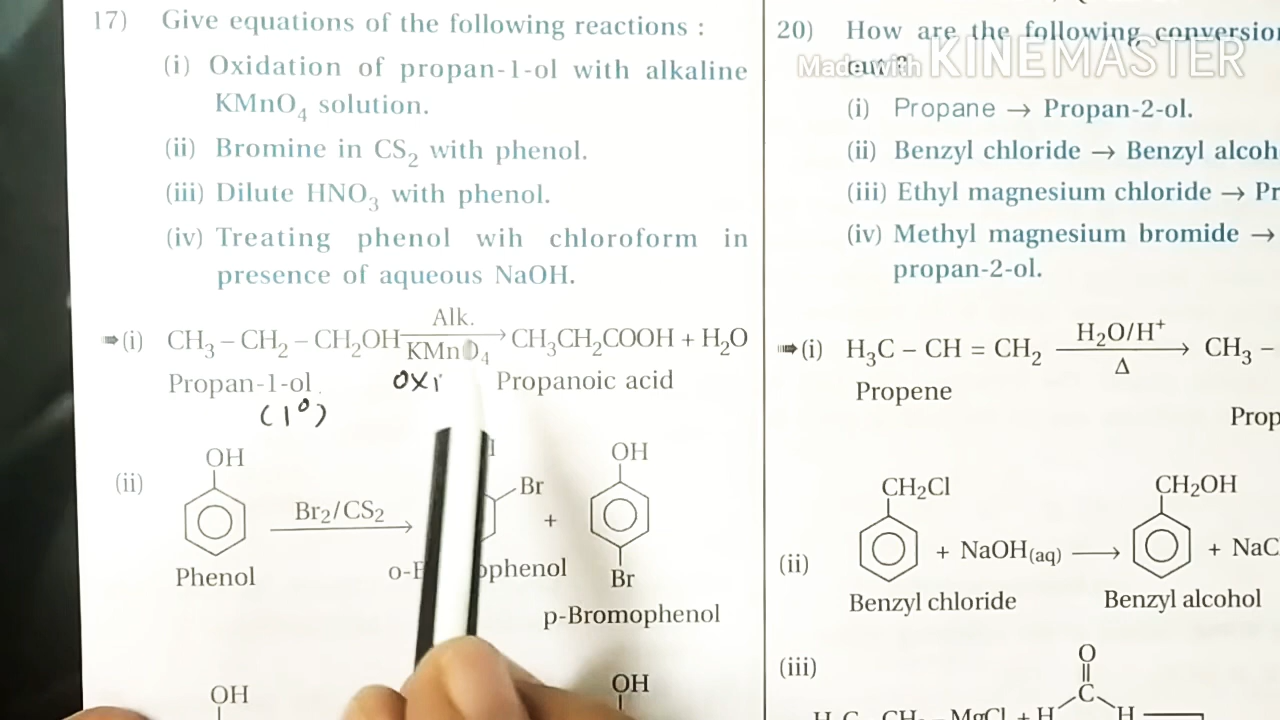 17) Give equations of the following reactions :
(i) Oxidation of propan-1-ol with alkaline
KMnO₄ solution.
(ii) Bromine in CS₂ with phenol.
(iii) Dilute HNO₃ with phenol.
(iv) Treating phenol wih chloroform in
presence of aqueous NaOH.
➠(i) CH₃ – CH₂ – CH₂OH Alk. KMnO₄ → CH₃CH₂COOH + H₂O
Propan-1-ol oxi Propanoic acid
(1°)
OH OH
(ii) Br₂/CS₂ → Br +
Phenol ophenol Br
p-Bromophenol
OH OH
20) How are the following
Made with KINEMASTER
(i) Propane → Propan-2-ol.
(ii) Benzyl chloride → Benzyl
(iii) Ethyl magnesium chloride →
(iv) Methyl magnesium bromide →
propan-2-ol.
➠(i) H₃C – CH = CH₂ H₂O/H⁺ Δ → CH₃ –
Propene
CH₂Cl CH₂OH
(ii) + NaOH(aq) → +
Benzyl chloride Benzyl alcohol
(iii) O
C
H